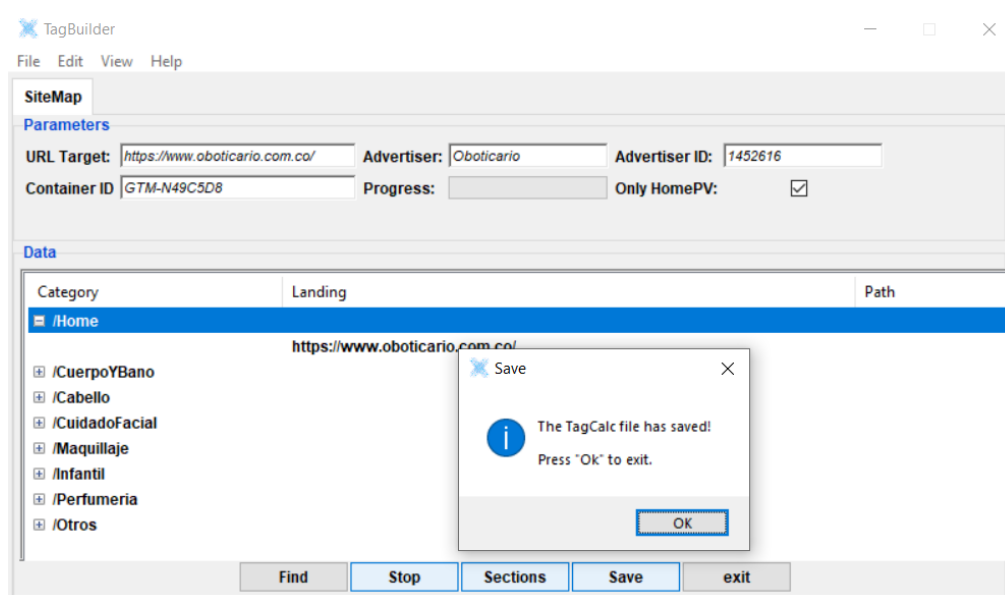 TagBuilder
File Edit View Help
SiteMap
Parameters
URL Target: https://www.oboticario.com.co/ Advertiser: Oboticario Advertiser ID: 1452616
Container ID GTM-N49C5D8 Progress: Only HomePV:
Data
Category Landing Path
/Home
https://www.oboticario.com.co/
/CuerpoYBano
/Cabello
/CuidadoFacial
/Maquillaje
/Infantil
/Perfumeria
/Otros
Save
The TagCalc file has saved!
Press "Ok" to exit.
OK
Find Stop Sections Save exit